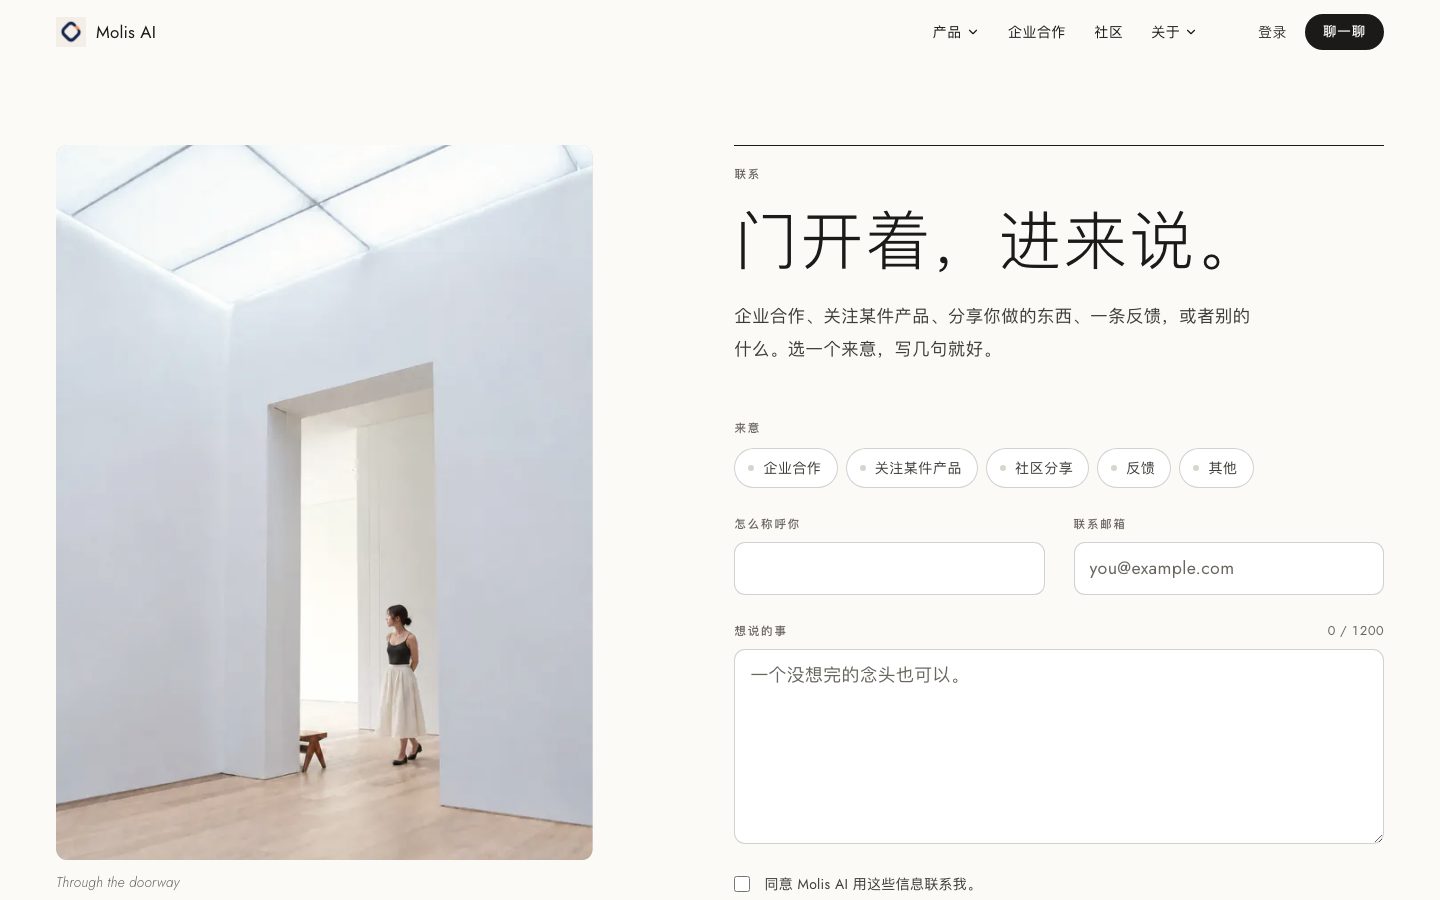 Molis AI
产品
企业合作
社区
关于
登录
聊一聊
联系
门开着，进来说。
企业合作、关注某件产品、分享你做的东西、一条反馈，或者别的
什么。选一个来意，写几句就好。
来意
企业合作
关注某件产品
社区分享
反馈
其他
怎么称呼你
联系邮箱
you@example.com
想说的事
0 / 1200
一个没想完的念头也可以。
Through the doorway
同意 Molis AI 用这些信息联系我。